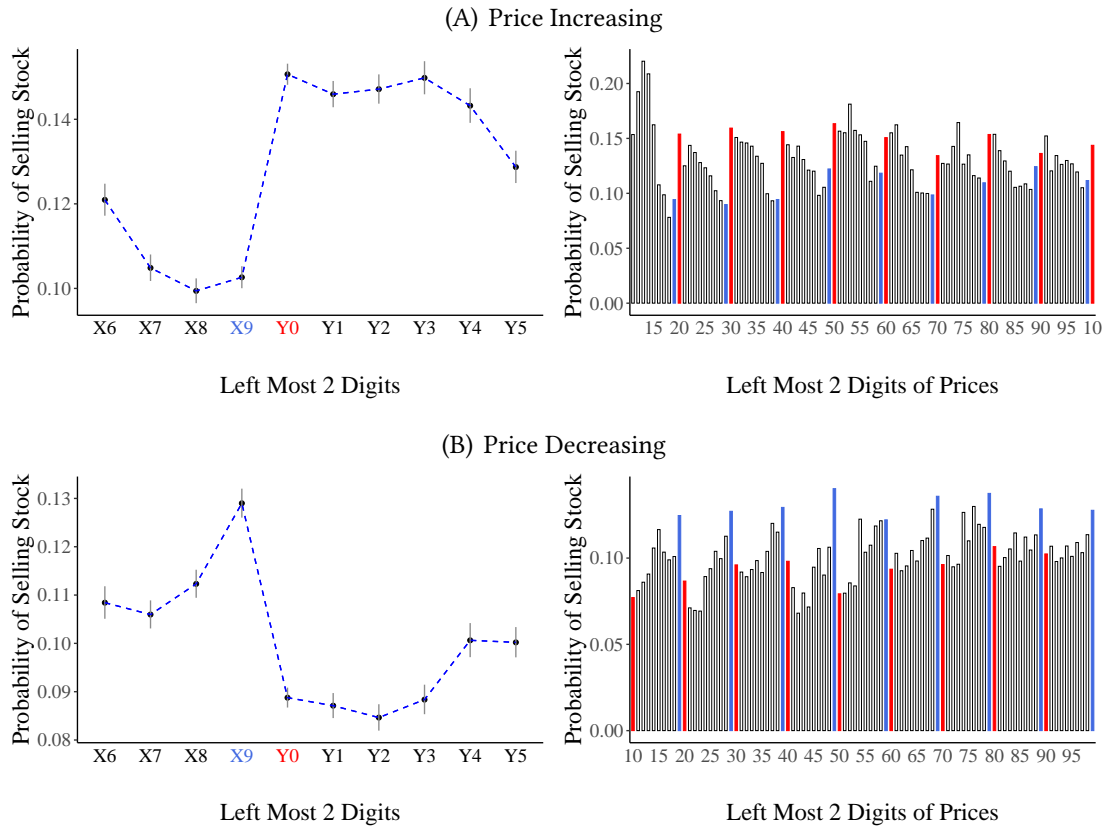 (A) Price Increasing
Probability of Selling Stock
0.14
0.12
0.10
X6 X7 X8 X9 Y0 Y1 Y2 Y3 Y4 Y5
Left Most 2 Digits
Probability of Selling Stock
0.20
0.15
0.10
0.05
0.00
15 20 25 30 35 40 45 50 55 60 65 70 75 80 85 90 95 10
Left Most 2 Digits of Prices
(B) Price Decreasing
Probability of Selling Stock
0.13
0.12
0.11
0.10
0.09
0.08
X6 X7 X8 X9 Y0 Y1 Y2 Y3 Y4 Y5
Left Most 2 Digits
Probability of Selling Stock
0.10
0.05
0.00
10 15 20 25 30 35 40 45 50 55 60 65 70 75 80 85 90 95
Left Most 2 Digits of Prices